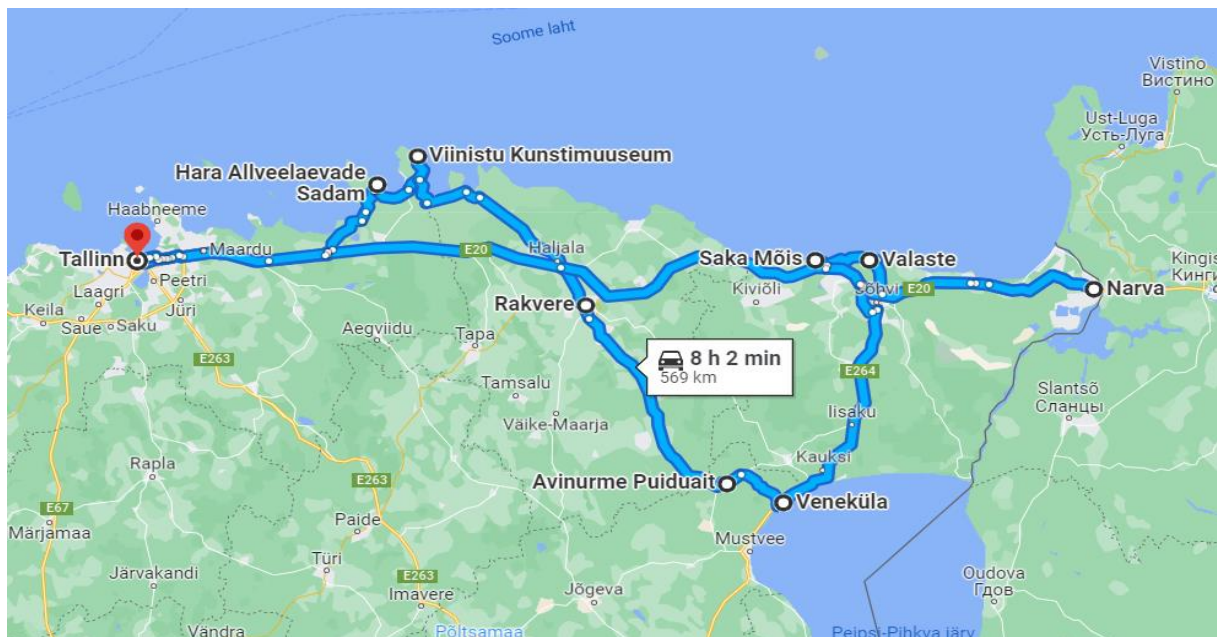 Soome laht
Vistino
Вистино
Ust-Luga
Усть-Луга
Viinistu Kunstimuuseum
Hara Allveelaevade
Sadam
Haabneeme
Tallinn
Maardu
E20
Haljala
Saka Mõis
Valaste
Kingis
Кинги
Peetri
Laagri
Keila
Saue
Saku
Jüri
Rakvere
Kiviõli
E20
Narva
Aegviidu
Tapa
8 h 2 min
569 km
E263
E264
Slantsõ
Сланцы
Tamsalu
Väike-Maarja
Iisaku
Rapla
Kauksi
E263
Avinurme Puiduait
Veneküla
E67
Märjamaa
Paide
Mustvee
Türi
Järvakandi
E263
Imavere
Jõgeva
Oudova
Гдов
Vändra
Põltsamaa
Peipsi-Pihkva järv